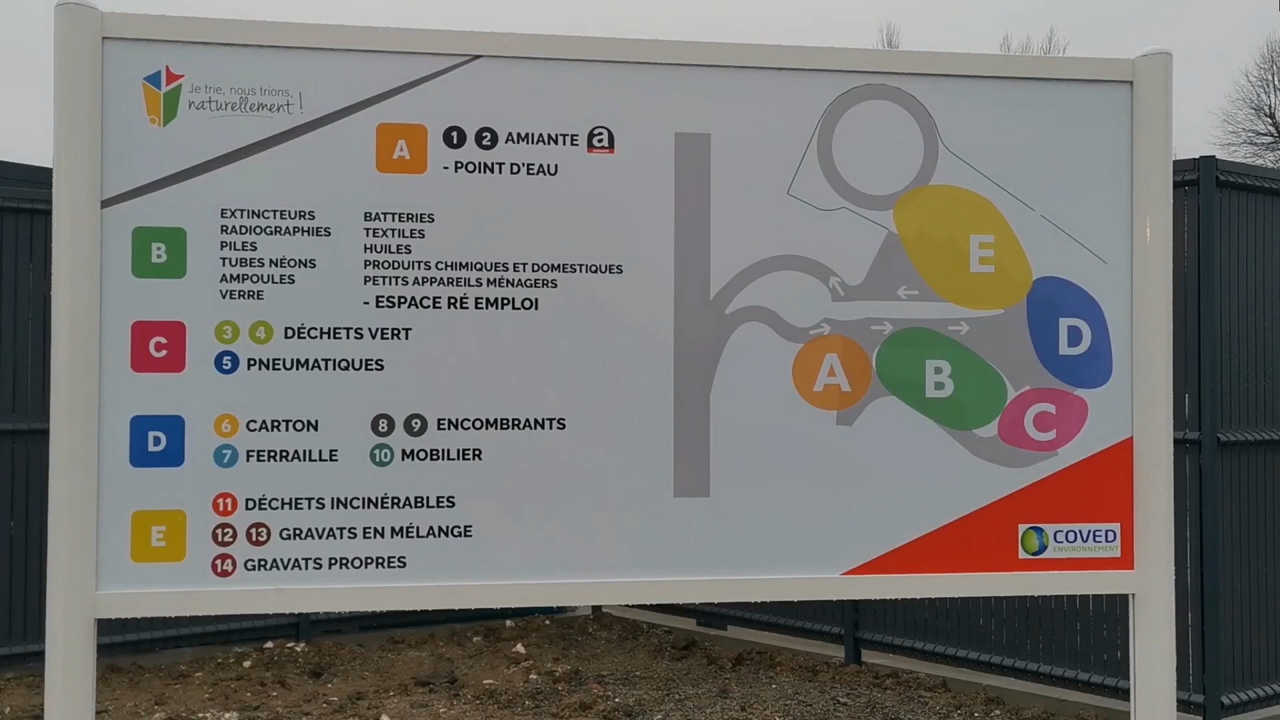 Je trie, nous trions,
naturellement !
A
1 2 AMIANTE a
AMIANTE
- POINT D'EAU
B
EXTINCTEURS
RADIOGRAPHIES
PILES
TUBES NÉONS
AMPOULES
VERRE
BATTERIES
TEXTILES
HUILES
PRODUITS CHIMIQUES ET DOMESTIQUES
PETITS APPAREILS MÉNAGERS
- ESPACE RÉ EMPLOI
C
3 4 DÉCHETS VERT
5 PNEUMATIQUES
D
6 CARTON
7 FERRAILLE
8 9 ENCOMBRANTS
10 MOBILIER
E
11 DÉCHETS INCINÉRABLES
12 13 GRAVATS EN MÉLANGE
14 GRAVATS PROPRES
E
D
A
B
C
COVED
ENVIRONNEMENT